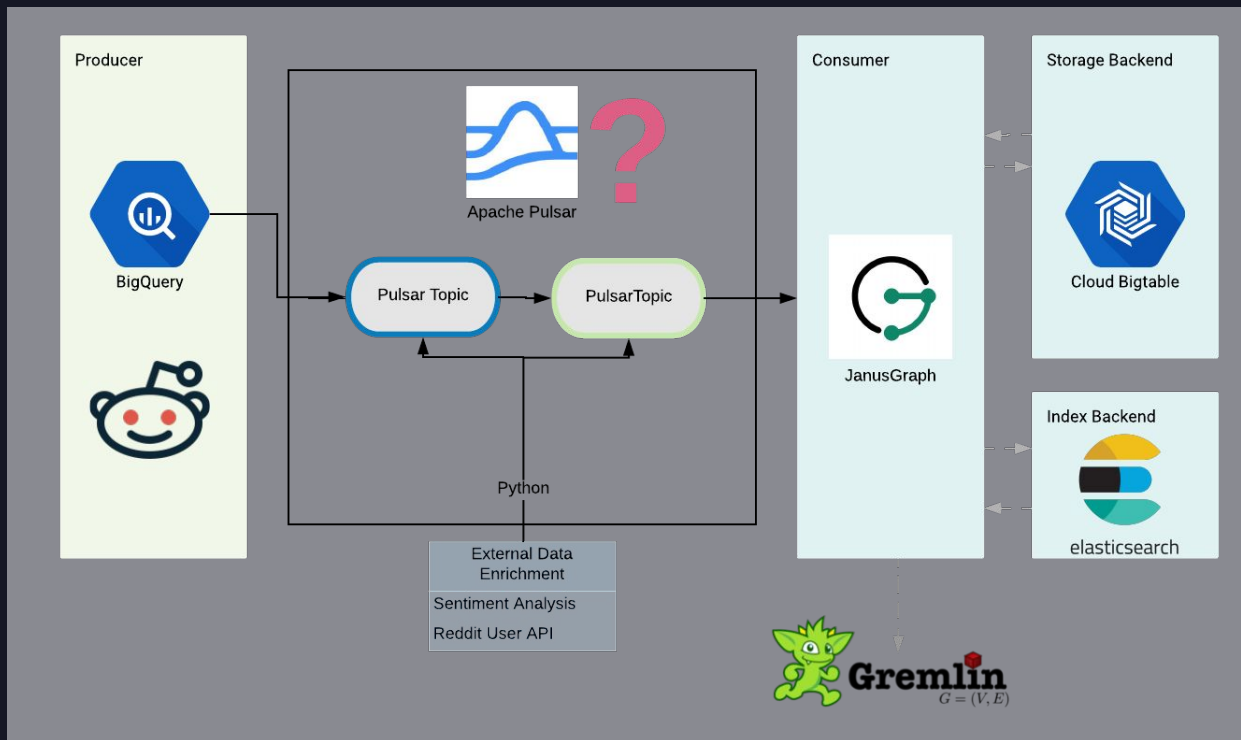 Producer
BigQuery
?
Apache Pulsar
Pulsar Topic
PulsarTopic
Python
External Data
Enrichment
Sentiment Analysis
Reddit User API
Consumer
JanusGraph
Storage Backend
Cloud Bigtable
Index Backend
elasticsearch
Gremlin
G = (V, E)